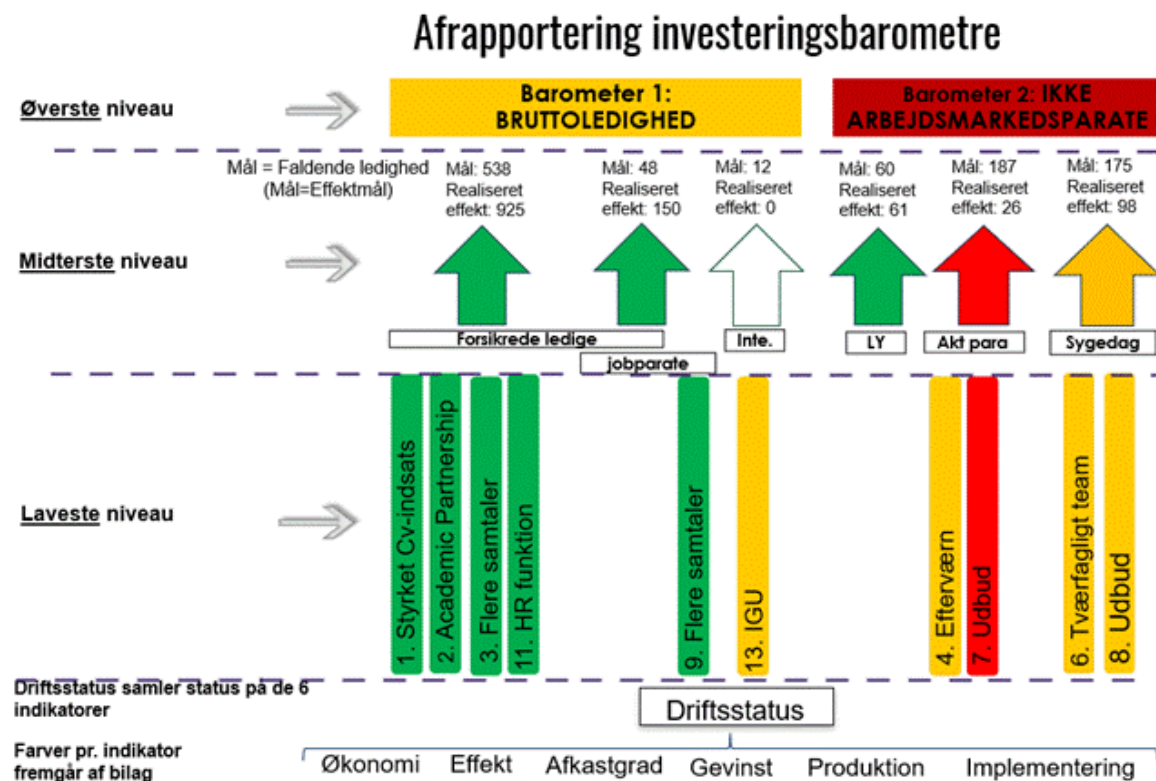 Afrapportering investeringsbarometre
Øverste niveau
Barometer 1:
BRUTTOLEDIGHED
Barometer 2: IKKE
ARBEJDSMARKEDSPARATE
Mål = Faldende ledighed
(Mål=Effektmål)
Mål: 538
Realiseret
effekt: 925
Mål: 48
Realiseret
effekt: 150
Mål: 12
Realiseret
effekt: 0
Mål: 60
Realiseret
effekt: 61
Mål: 187
Realiseret
effekt: 26
Mål: 175
Realiseret
effekt: 98
Midterste niveau
Forsikrede ledige
jobparate
Inte.
LY
Akt para
Sygedag
Laveste niveau
1. Styrket Cv-indsats
2. Academic Partnership
3. Flere samtaler
11. HR funktion
9. Flere samtaler
13. IGU
4. Efterværn
7. Udbud
6. Tværfagligt team
8. Udbud
Driftsstatus samler status på de 6
indikatorer
Driftsstatus
Farver pr. indikator
fremgår af bilag
Økonomi
Effekt
Afkastgrad
Gevinst
Produktion
Implementering